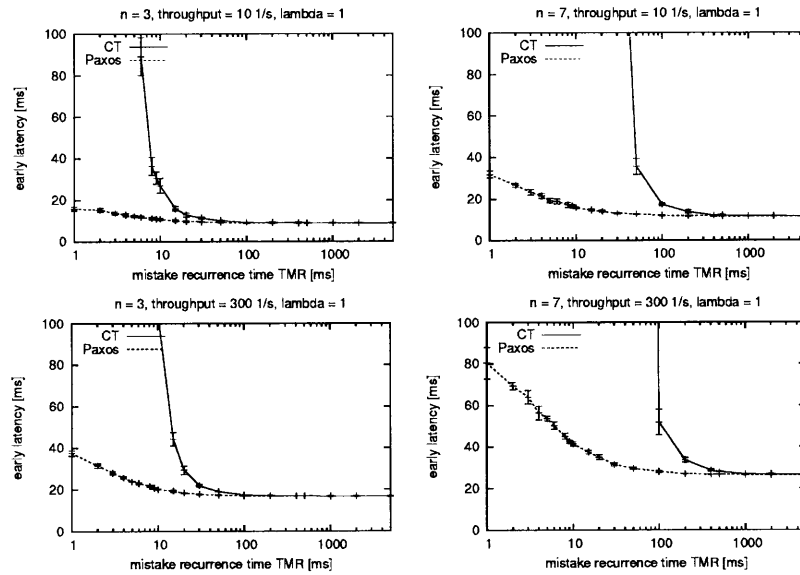 n = 3, throughput = 10 1/s, lambda = 1
100
80
60
40
20
0
early latency [ms]
CT
Paxos
1 10 100 1000
mistake recurrence time TMR [ms]
n = 7, throughput = 10 1/s, lambda = 1
100
80
60
40
20
0
early latency [ms]
CT
Paxos
1 10 100 1000
mistake recurrence time TMR [ms]
n = 3, throughput = 300 1/s, lambda = 1
100
80
60
40
20
0
early latency [ms]
CT
Paxos
1 10 100 1000
mistake recurrence time TMR [ms]
n = 7, throughput = 300 1/s, lambda = 1
100
80
60
40
20
0
early latency [ms]
CT
Paxos
1 10 100 1000
mistake recurrence time TMR [ms]